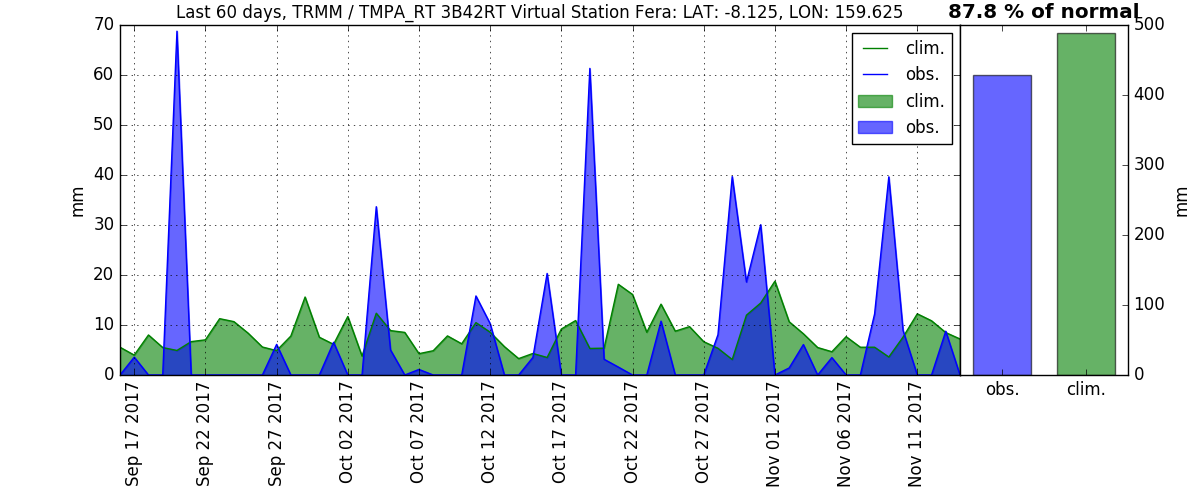 Last 60 days, TRMM / TMPA_RT 3B42RT Virtual Station Fera: LAT: -8.125, LON: 159.625
87.8 % of normal
70
60
50
40
30
20
10
0
mm
clim.
obs.
clim.
obs.
Sep 17 2017
Sep 22 2017
Sep 27 2017
Oct 02 2017
Oct 07 2017
Oct 12 2017
Oct 17 2017
Oct 22 2017
Oct 27 2017
Nov 01 2017
Nov 06 2017
Nov 11 2017
500
400
300
200
100
0
mm
obs.
clim.